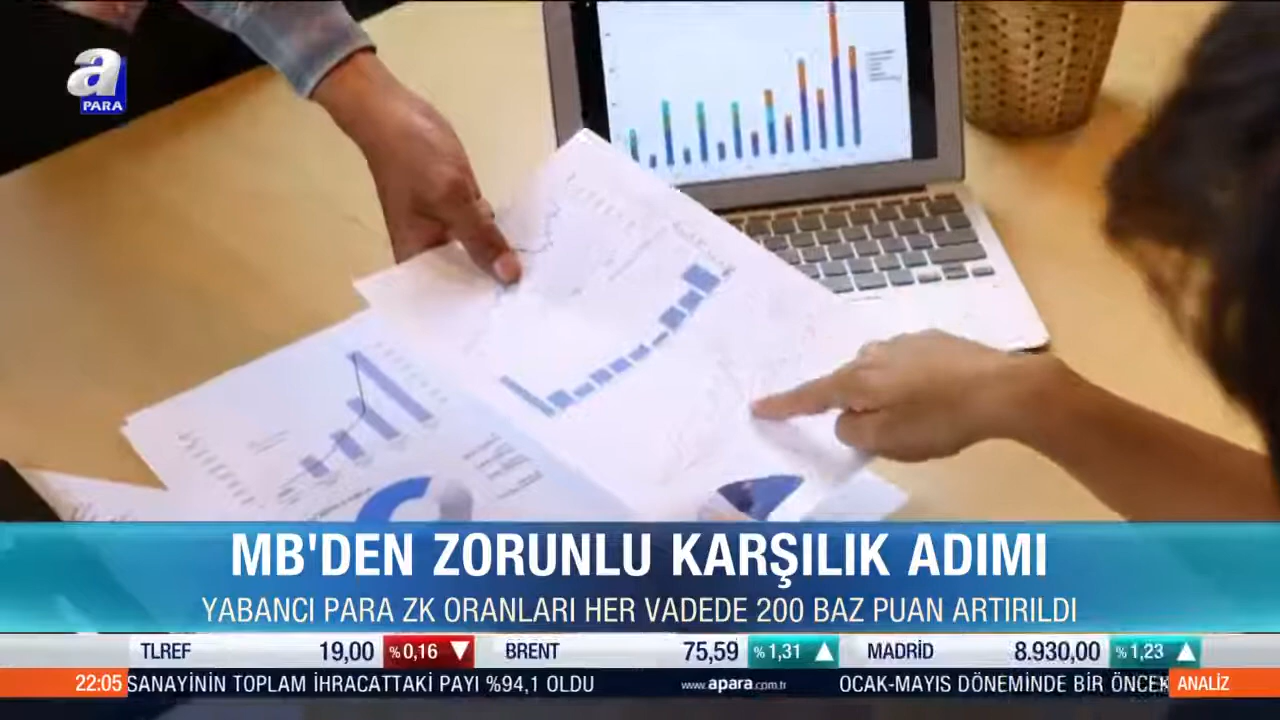 a
PARA
MB'DEN ZORUNLU KARŞILIK ADIMI
YABANCI PARA ZK ORANLARI HER VADEDE 200 BAZ PUAN ARTIRILDI
TLREF 19,00 %0,16 BRENT 75,59 %1,31 MADRİD 8.930,00 %1,23
22:05 SANAYİNİN TOPLAM İHRACATTAKİ PAYI %94,1 OLDU www.apara.com.tr OCAK-MAYIS DÖNEMİNDE BİR ÖNCEK ANALİZ